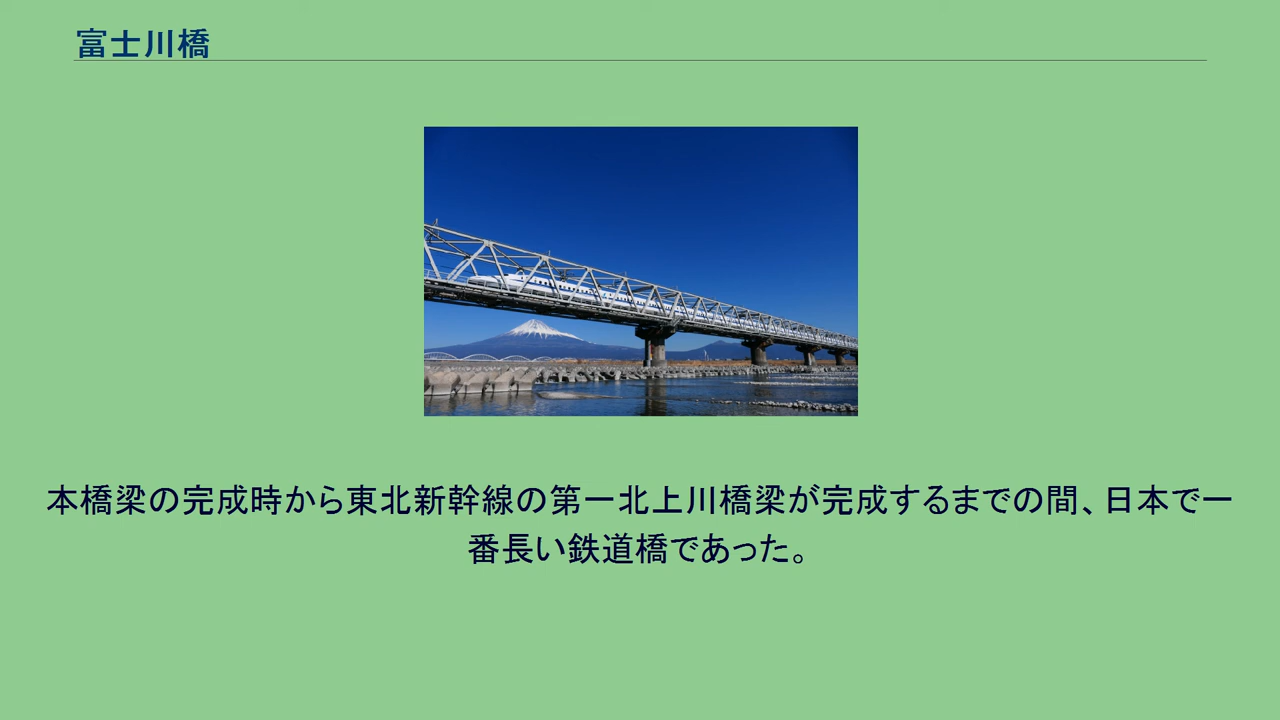 富士川橋
本橋梁の完成時から東北新幹線の第一北上川橋梁が完成するまでの間、日本で一
番長い鉄道橋であった。